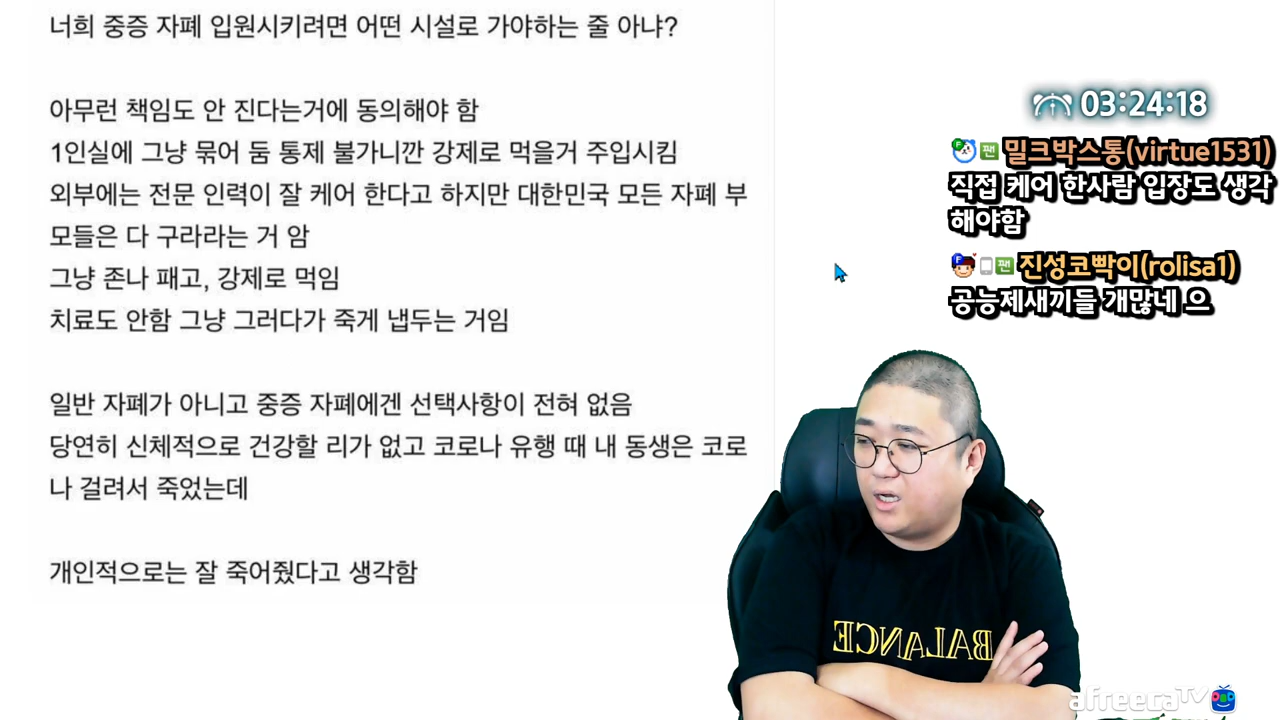 너희 중증 자폐 입원시키려면 어떤 시설로 가야하는 줄 아냐?
아무런 책임도 안 진다는거에 동의해야 함
1인실에 그냥 묶어 둠 통제 불가니깐 강제로 먹을거 주입시킴
외부에는 전문 인력이 잘 케어 한다고 하지만 대한민국 모든 자폐 부
모들은 다 구라라는 거 암
그냥 존나 패고, 강제로 먹임
치료도 안함 그냥 그러다가 죽게 냅두는 거임
일반 자폐가 아니고 중증 자폐에겐 선택사항이 전혀 없음
당연히 신체적으로 건강할 리가 없고 코로나 유행 때 내 동생은 코로
나 걸려서 죽었는데
개인적으로는 잘 죽어줬다고 생각함
03:24:18
F 팬 밀크박스통(virtue1531)
직접 케어 한사람 입장도 생각
해야함
F 팬 진성코빡이(rolisa1)
공능제새끼들 개많네 으
BALANCE
afreecaTV